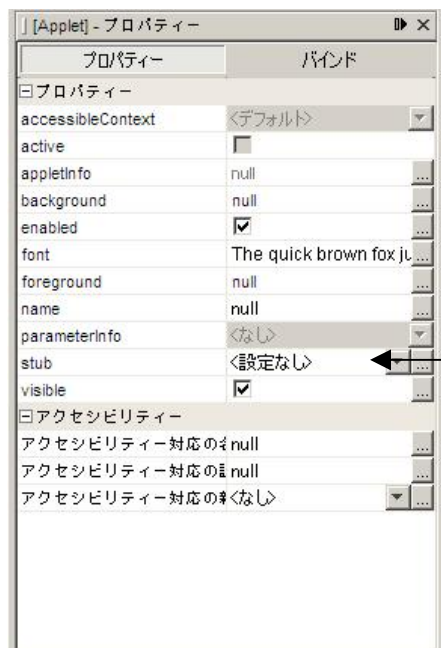 [Applet] - プロパティー
プロパティー バインド
プロパティー
accessibleContext <デフォルト>
active
appletInfo null ...
background null ...
enabled ...
font The quick brown fox ju ...
foreground null ...
name null ...
parameterInfo <なし>
stub <設定なし> ...
visible ...
アクセシビリティー
アクセシビリティー対応の null ...
アクセシビリティー対応の null ...
アクセシビリティー対応の <なし> ...